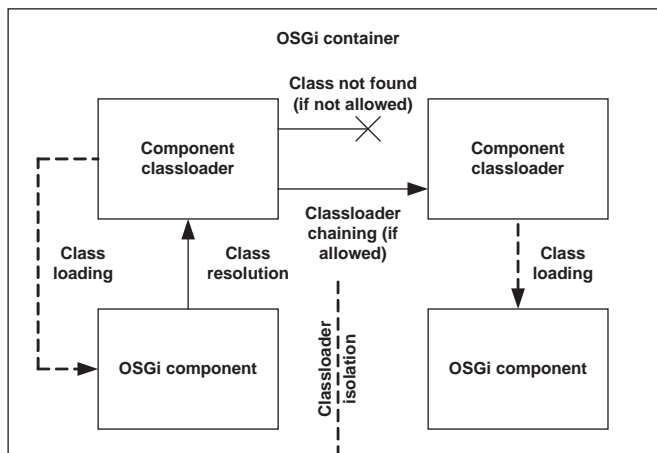 OSGi container
Class not found
(if not allowed)
Component
classloader
Component
classloader
Classloader
chaining (if
allowed)
Class
loading
Class
resolution
Class
loading
OSGi component
Classloader
isolation
OSGi component